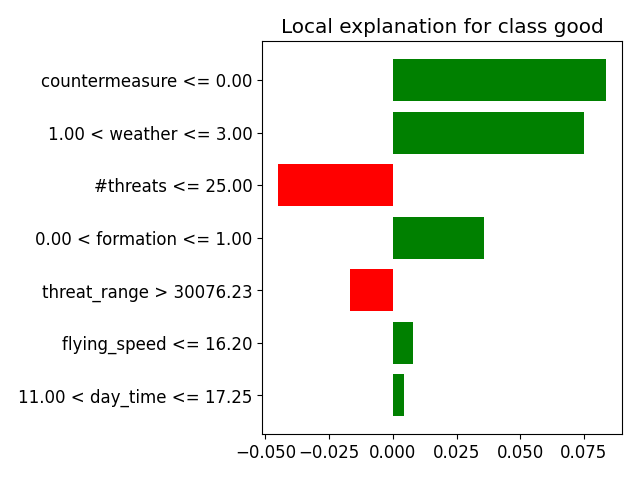 Local explanation for class good
countermeasure <= 0.00
1.00 < weather <= 3.00
#threats <= 25.00
0.00 < formation <= 1.00
threat_range > 30076.23
flying_speed <= 16.20
11.00 < day_time <= 17.25
−0.050 −0.025 0.000 0.025 0.050 0.075